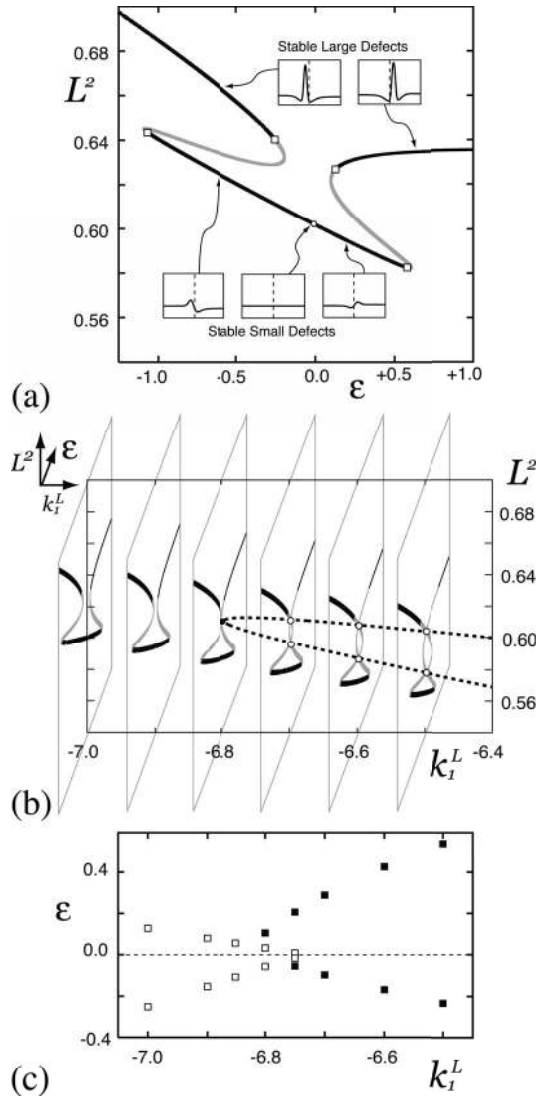 L²
0.68
0.64
0.60
0.56
Stable Large Defects
Stable Small Defects
-1.0
-0.5
0.0
+0.5
+1.0
ε
(a)
L²
ε
k₁ᴸ
L²
0.68
0.64
0.60
0.56
-7.0
-6.8
-6.6
-6.4
k₁ᴸ
(b)
0.4
ε
0.0
-0.4
-7.0
-6.8
-6.6
k₁ᴸ
(c)